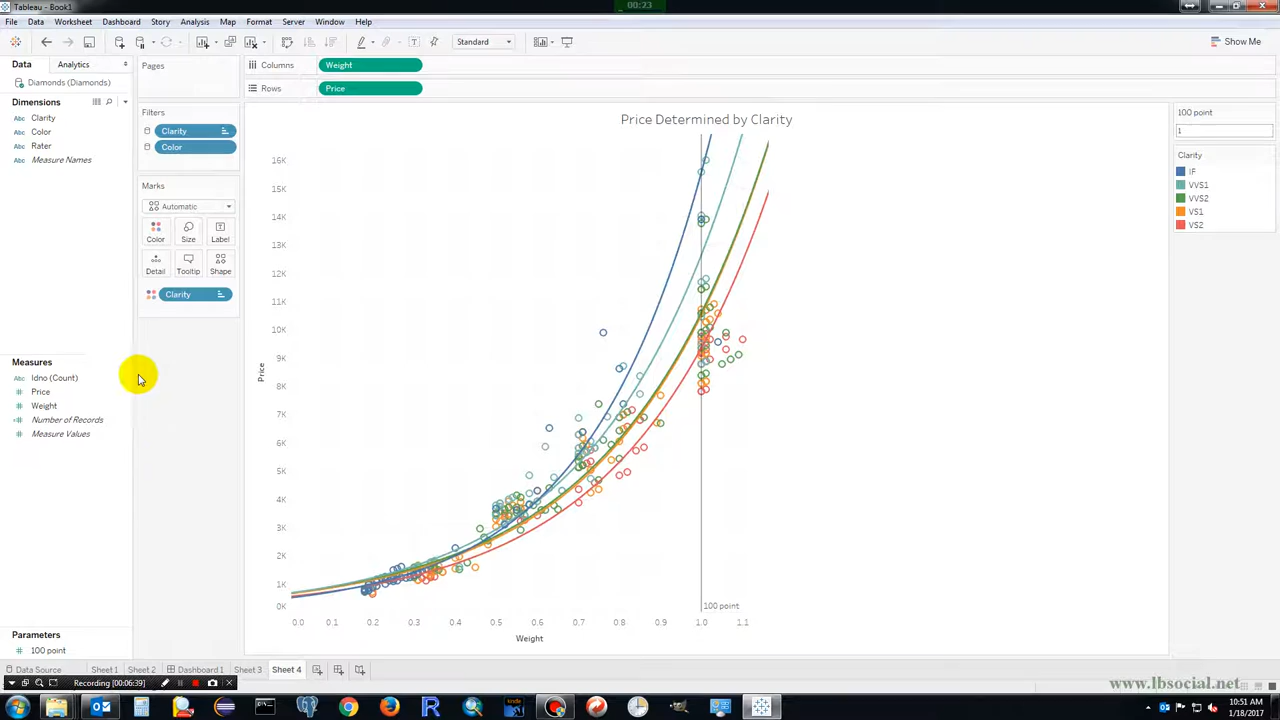 Tableau - Book1
00:23
File Data Worksheet Dashboard Story Analysis Map Format Server Window Help
Standard
Show Me
Data Analytics
Diamonds (Diamonds)
Dimensions
Abc Clarity
Abc Color
Abc Rater
Abc Measure Names
Measures
Abc Idno (Count)
# Price
# Weight
Number of Records
# Measure Values
Parameters
100 point
Pages
Filters
Clarity
Color
Marks
Automatic
Color Size Label
Detail Tooltip Shape
Clarity
Columns Weight
Rows Price
Price Determined by Clarity
16K
15K
14K
13K
12K
11K
10K
9K
8K
7K
6K
5K
4K
3K
2K
1K
0K
Price
100 point
0.0 0.1 0.2 0.3 0.4 0.5 0.6 0.7 0.8 0.9 1.0 1.1
Weight
100 point
1
Clarity
IF
VVS1
VVS2
VS1
VS2
Data Source Sheet 1 Sheet 2 Dashboard 1 Sheet 3 Sheet 4
Recording [00:06:39]
www.lbsocial.net
kindle
10:51 AM
1/18/2017